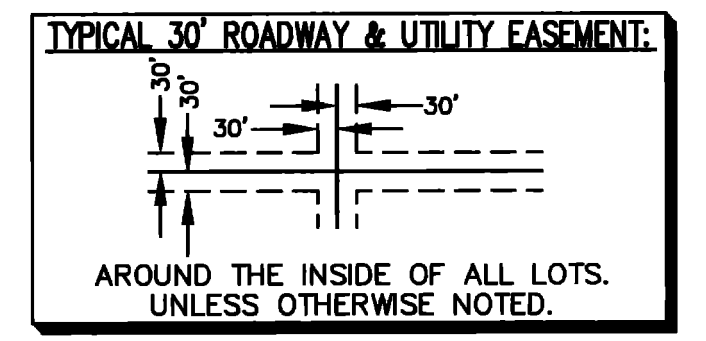 TYPICAL 30' ROADWAY & UTILITY EASEMENT:
30'
30'
30'
30'
AROUND THE INSIDE OF ALL LOTS.
UNLESS OTHERWISE NOTED.